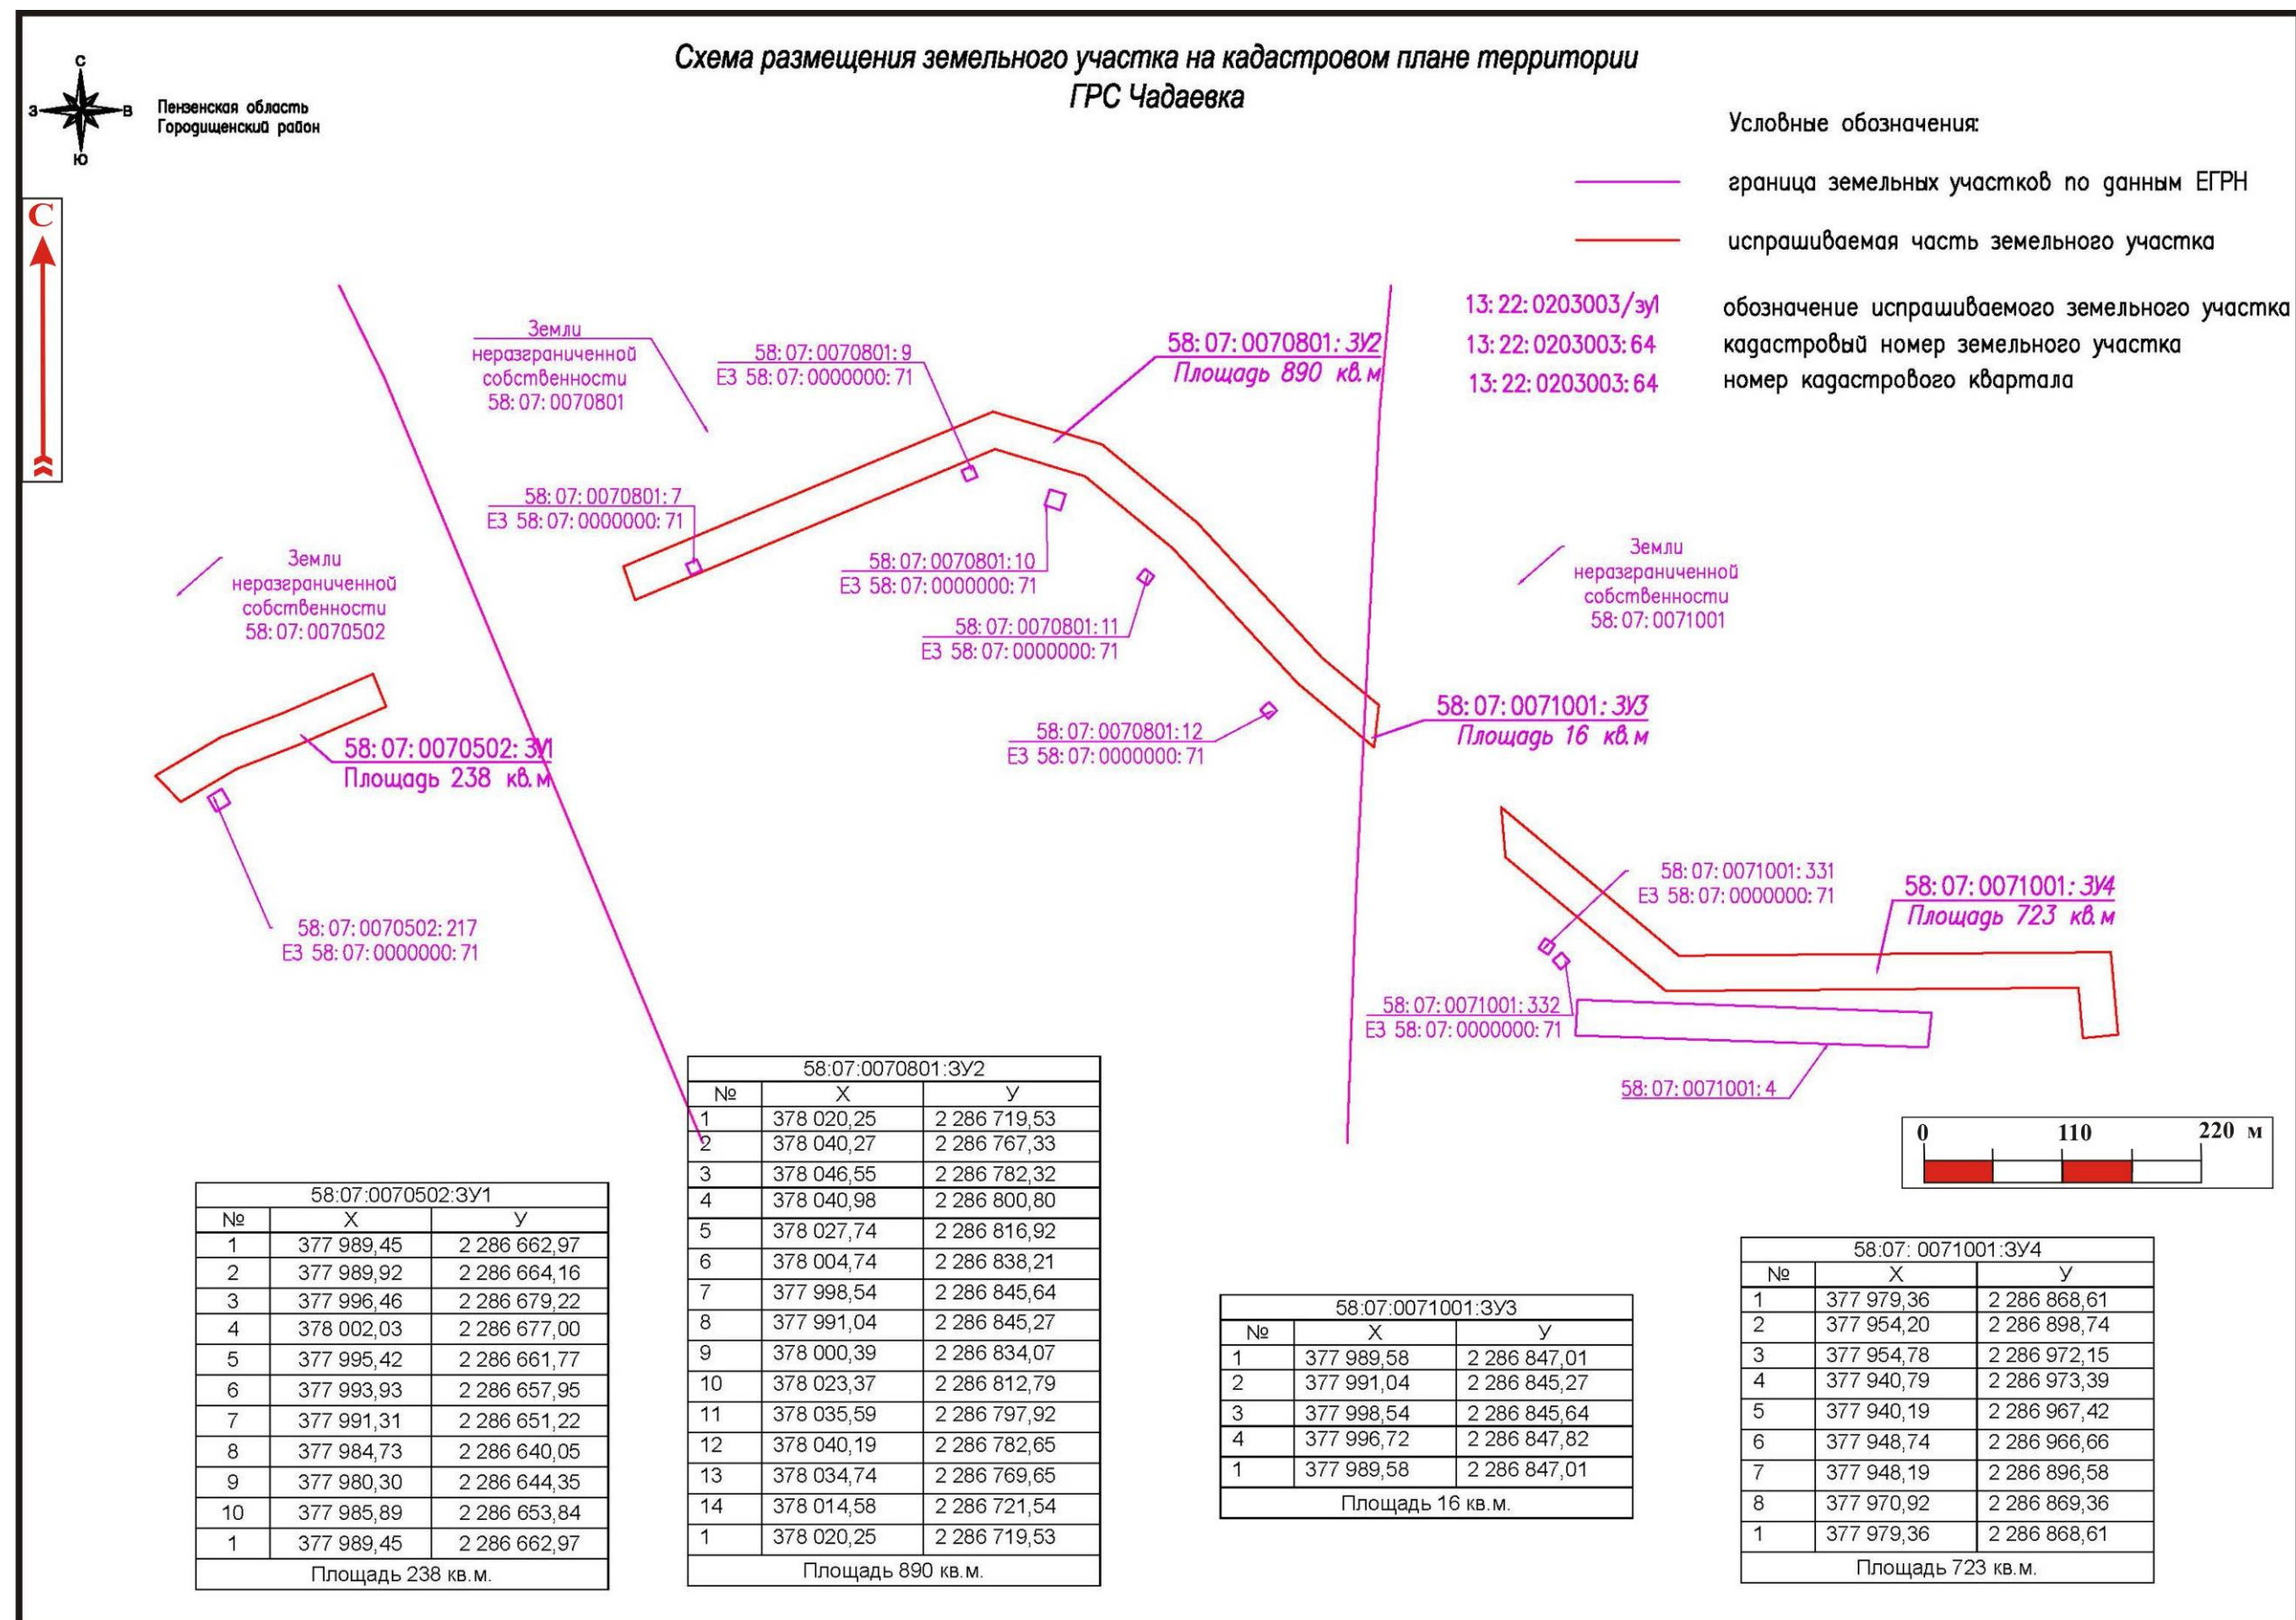 Схема размещения земельного участка на кадастровом плане территории
ГРС Чадаевка
С
З
В
Ю
Пензенская область
Городищенский район
С
Условные обозначения:
граница земельных участков по данным ЕГРН
испрашиваемая часть земельного участка
13:22:0203003/зу1 обозначение испрашиваемого земельного участка
13:22:0203003:64 кадастровый номер земельного участка
13:22:0203003:64 номер кадастрового квартала
Земли
неразграниченной
собственности
58:07:0070801
58:07:0070801:9
ЕЗ 58:07:0000000:71
58:07:0070801:ЗУ2
Площадь 890 кв.м
58:07:0070801:7
ЕЗ 58:07:0000000:71
58:07:0070801:10
ЕЗ 58:07:0000000:71
58:07:0070801:11
ЕЗ 58:07:0000000:71
58:07:0070801:12
ЕЗ 58:07:0000000:71
Земли
неразграниченной
собственности
58:07:0070502
58:07:0070502:ЗУ1
Площадь 238 кв.м
58:07:0070502:217
ЕЗ 58:07:0000000:71
Земли
неразграниченной
собственности
58:07:0071001
58:07:0071001:ЗУ3
Площадь 16 кв.м
58:07:0071001:331
ЕЗ 58:07:0000000:71
58:07:0071001:ЗУ4
Площадь 723 кв.м
58:07:0071001:332
ЕЗ 58:07:0000000:71
58:07:0071001:4
0 110 220 м
58:07:0070502:ЗУ1
№ Х У
1 377 989,45 2 286 662,97
2 377 989,92 2 286 664,16
3 377 996,46 2 286 679,22
4 378 002,03 2 286 677,00
5 377 995,42 2 286 661,77
6 377 993,93 2 286 657,95
7 377 991,31 2 286 651,22
8 377 984,73 2 286 640,05
9 377 980,30 2 286 644,35
10 377 985,89 2 286 653,84
1 377 989,45 2 286 662,97
Площадь 238 кв.м.
58:07:0070801:ЗУ2
№ Х У
1 378 020,25 2 286 719,53
2 378 040,27 2 286 767,33
3 378 046,55 2 286 782,32
4 378 040,98 2 286 800,80
5 378 027,74 2 286 816,92
6 378 004,74 2 286 838,21
7 377 998,54 2 286 845,64
8 377 991,04 2 286 845,27
9 378 000,39 2 286 834,07
10 378 023,37 2 286 812,79
11 378 035,59 2 286 797,92
12 378 040,19 2 286 782,65
13 378 034,74 2 286 769,65
14 378 014,58 2 286 721,54
1 378 020,25 2 286 719,53
Площадь 890 кв.м.
58:07:0071001:ЗУ3
№ Х У
1 377 989,58 2 286 847,01
2 377 991,04 2 286 845,27
3 377 998,54 2 286 845,64
4 377 996,72 2 286 847,82
1 377 989,58 2 286 847,01
Площадь 16 кв.м.
58:07: 0071001:ЗУ4
№ Х У
1 377 979,36 2 286 868,61
2 377 954,20 2 286 898,74
3 377 954,78 2 286 972,15
4 377 940,79 2 286 973,39
5 377 940,19 2 286 967,42
6 377 948,74 2 286 966,66
7 377 948,19 2 286 896,58
8 377 970,92 2 286 869,36
1 377 979,36 2 286 868,61
Площадь 723 кв.м.